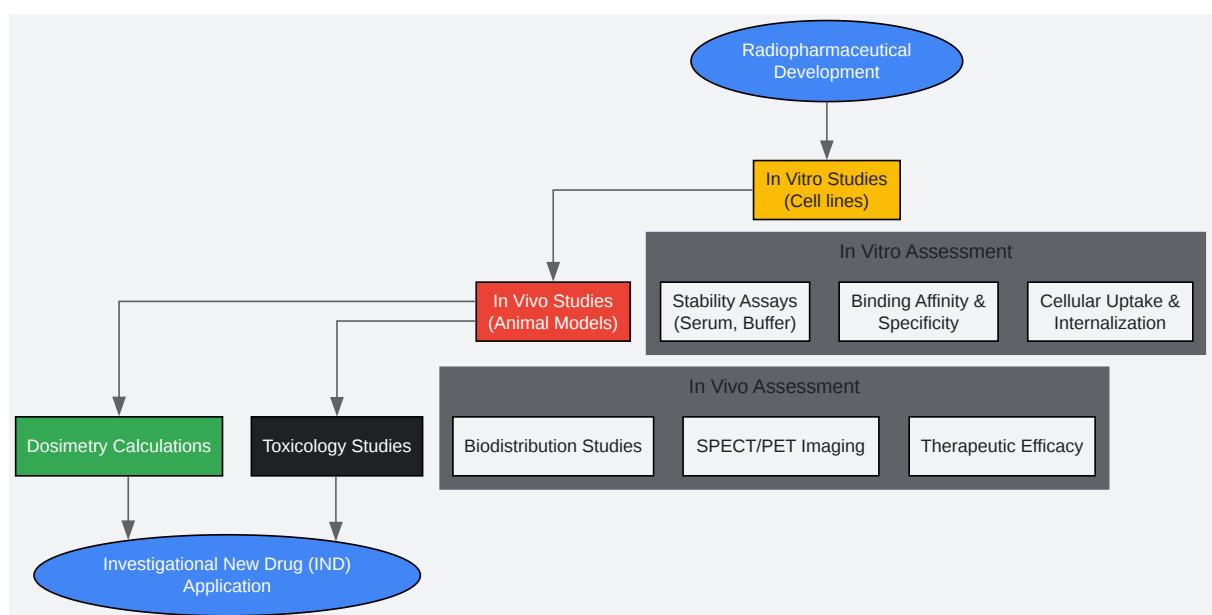 Radiopharmaceutical
Development
In Vitro Studies
(Cell lines)
In Vitro Assessment
In Vivo Studies
(Animal Models)
Stability Assays
(Serum, Buffer)
Binding Affinity &
Specificity
Cellular Uptake &
Internalization
In Vivo Assessment
Dosimetry Calculations
Toxicology Studies
Biodistribution Studies
SPECT/PET Imaging
Therapeutic Efficacy
Investigational New Drug (IND)
Application